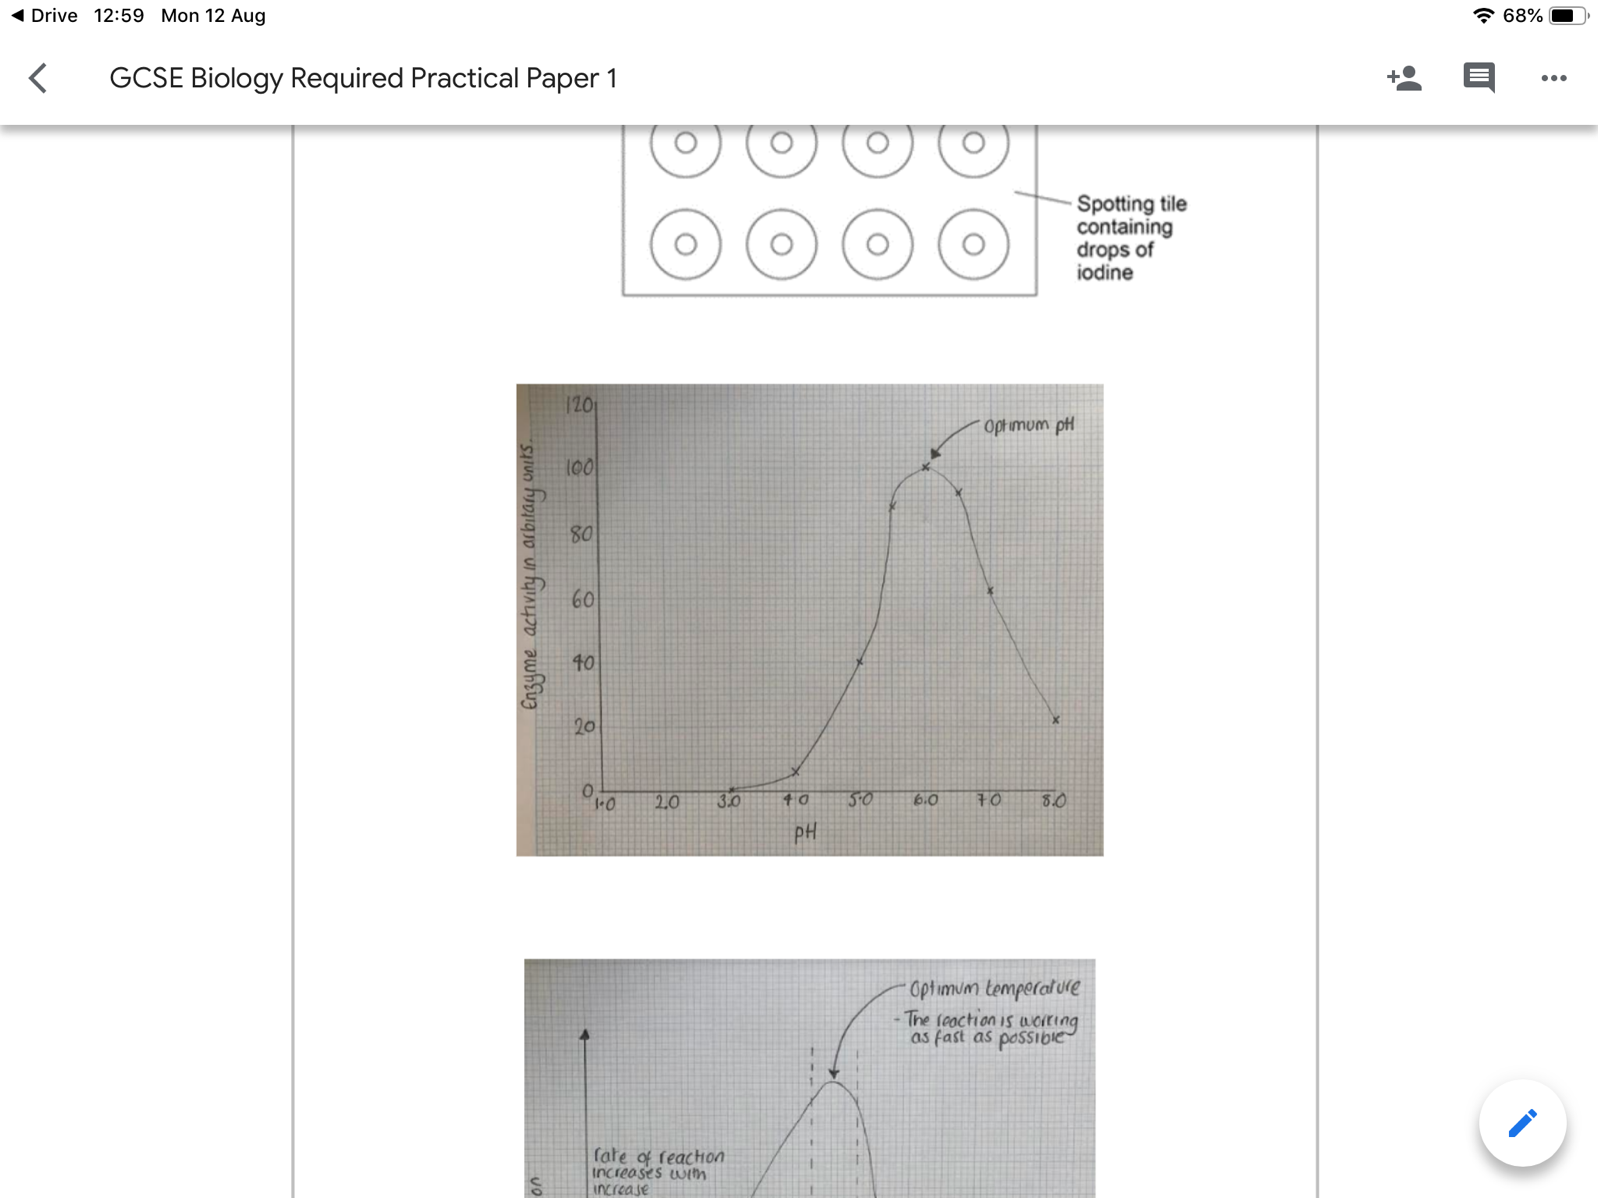 Drive 12:59 Mon 12 Aug
68%
GCSE Biology Required Practical Paper 1
Spotting tile
containing
drops of
iodine
120
Optimum pH
100
80
60
40
20
0
1.0 2.0 3.0 4.0 5.0 6.0 7.0 8.0
pH
Enzyme activity in arbitary units.
Optimum temperature
- The reaction is working
as fast as possible
rate of reaction
increases with
increase